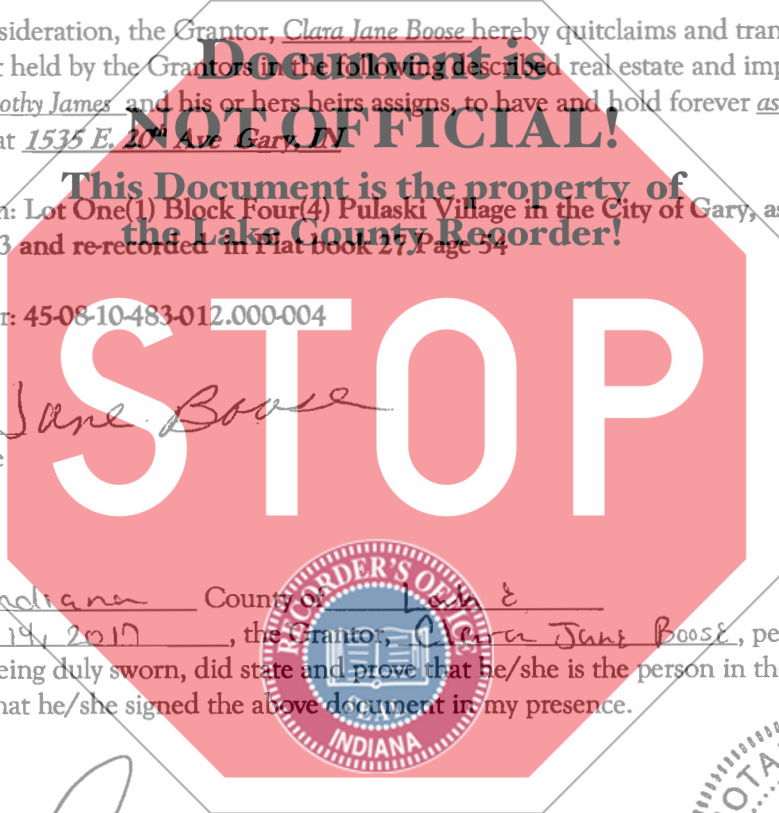 sideration, the Grantor, Clara Jane Boose hereby quitclaims and tran
Document is
r held by the Grantors in the following described real estate and imp
othy James and his or hers heirs assigns, to have and hold forever as
NOT OFFICIAL!
at 1535 E. 20th Ave Gary, IN
This Document is the property of
n: Lot One(1) Block Four(4) Pulaski Village in the City of Gary, as
the Lake County Recorder!
3 and re-recorded in Plat book 27 Page 54
r: 45-08-10-483-012.000-004
STOP
Jane Boose
e
ndiana County of Lake
14, 2017, the Grantor, Clara Jane Boose, pe
eing duly sworn, did state and prove that he/she is the person in th
hat he/she signed the above document in my presence.
RECORDER'S OFFICE
SEAL
INDIANA
OTA